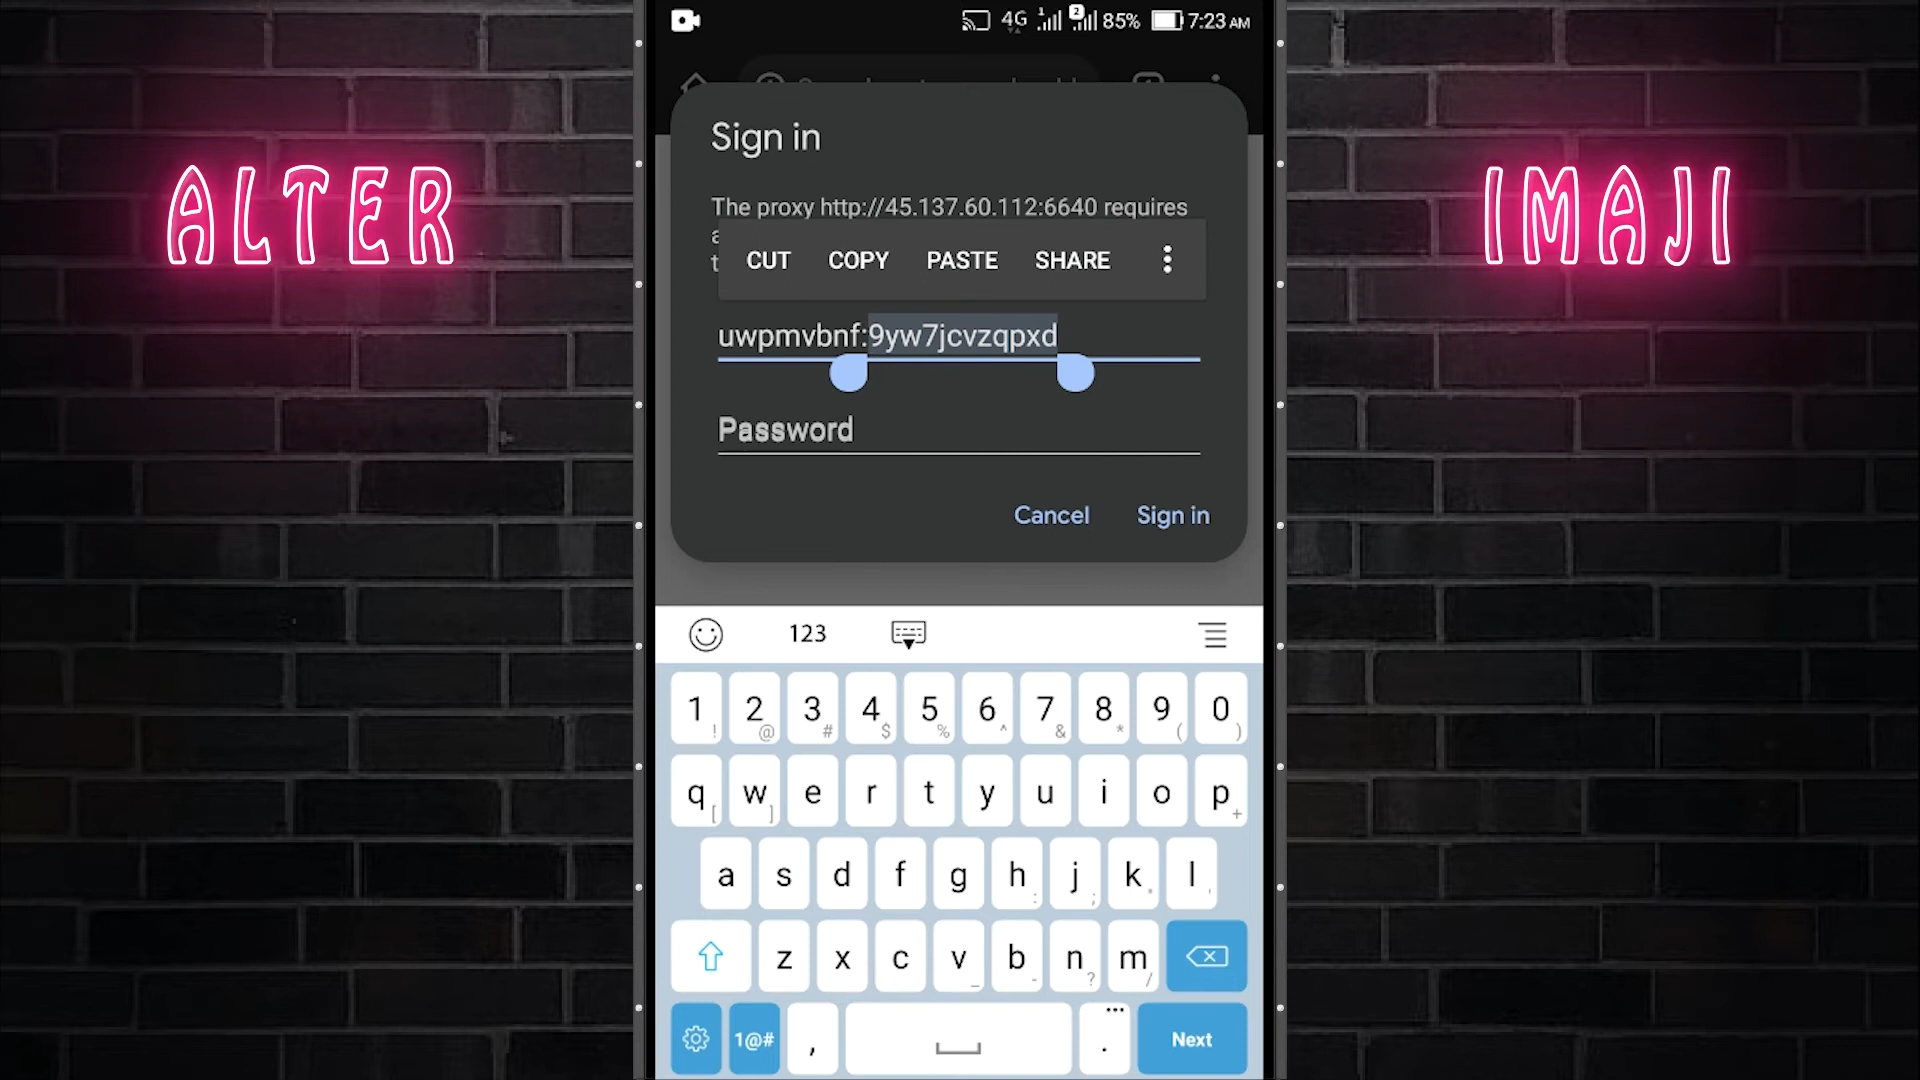 ALTER
IMAJI
4G 1 2 85% 7:23 AM
Sign in
The proxy http://45.137.60.112:6640 requires
CUT COPY PASTE SHARE
uwpmvbnf:9yw7jcvzqpxd
Password
Cancel Sign in
123
1 ! 2 @ 3 # 4 $ 5 % 6 ^ 7 & 8 * 9 ( 0 )
q [ w ] e r t y u i o p +
a s d f g h : j ; k l
z x c v _ b - n ? m /
1@# , . Next